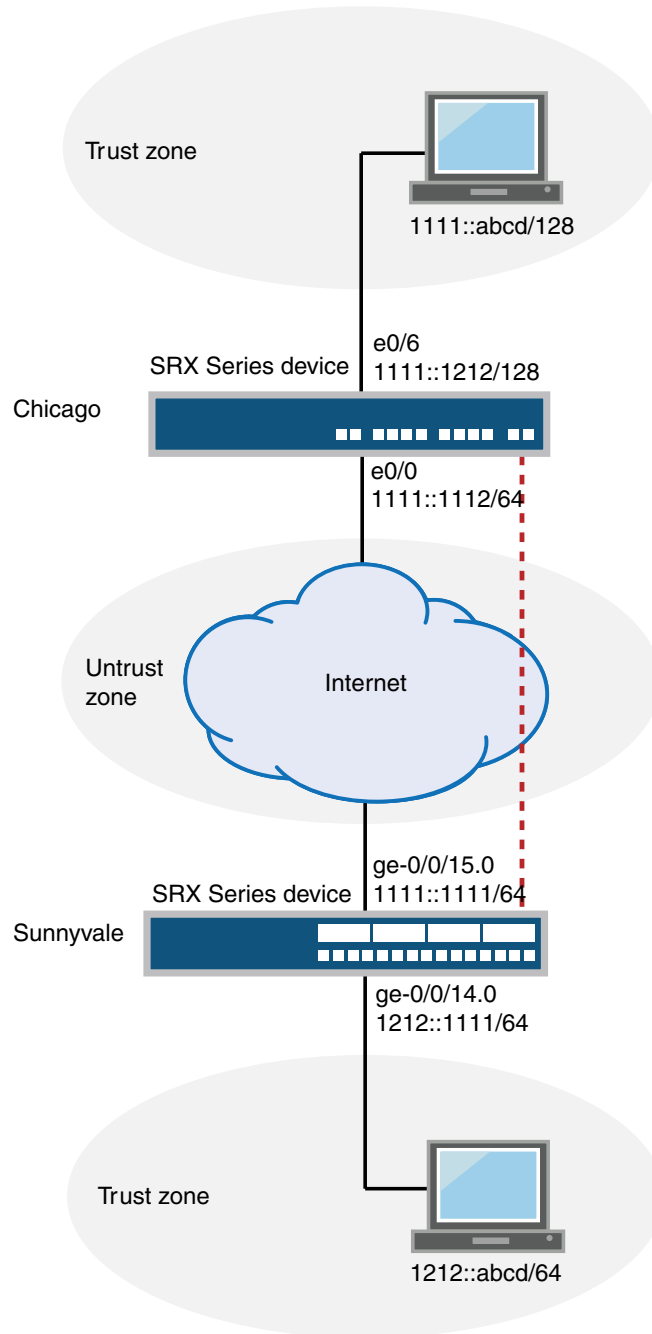 Trust zone
1111::abcd/128
e0/6
SRX Series device
1111::1212/128
Chicago
e0/0
1111::1112/64
Untrust
zone
Internet
ge-0/0/15.0
SRX Series device
1111::1111/64
Sunnyvale
ge-0/0/14.0
1212::1111/64
Trust zone
1212::abcd/64